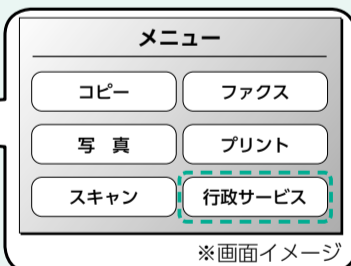 メニュー
コピー
ファクス
写 真
プリント
スキャン
行政サービス
※画面イメージ